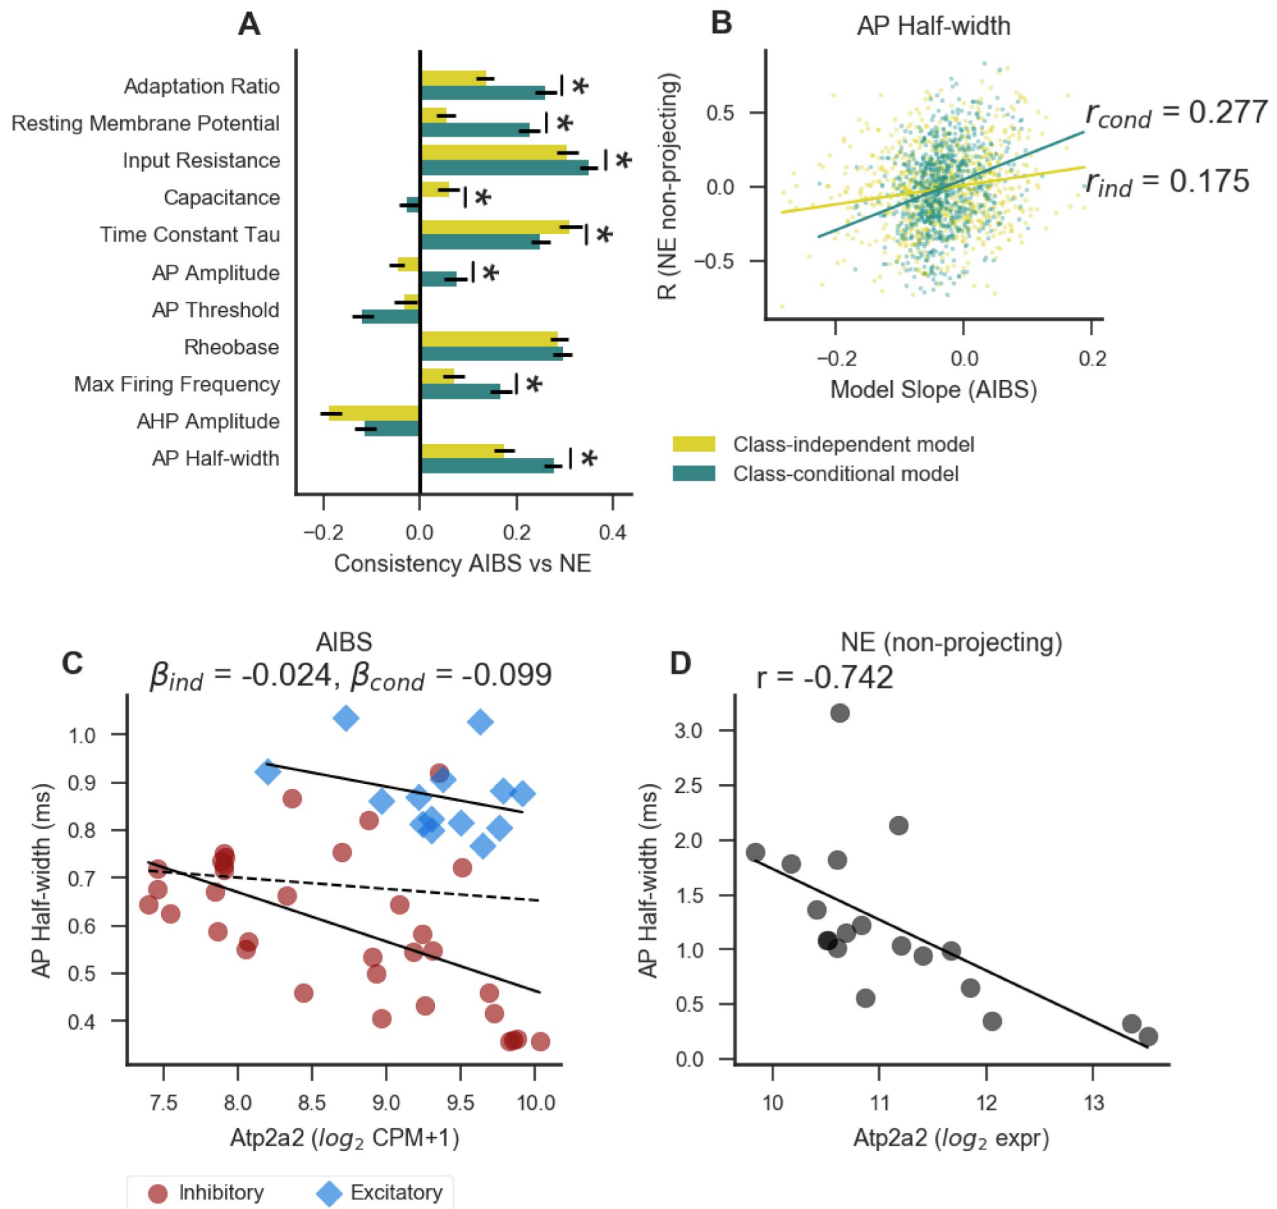 A
Adaptation Ratio
*
Resting Membrane Potential
*
Input Resistance
*
Capacitance
*
Time Constant Tau
*
AP Amplitude
*
AP Threshold
Rheobase
Max Firing Frequency
*
AHP Amplitude
AP Half-width
*
−0.2 0.0 0.2 0.4
Consistency AIBS vs NE
B
AP Half-width
R (NE non-projecting)
0.5
0.0
−0.5
r_cond = 0.277
r_ind = 0.175
−0.2 0.0 0.2
Model Slope (AIBS)
Class-independent model
Class-conditional model
C
AIBS
β_ind = -0.024, β_cond = -0.099
AP Half-width (ms)
1.0
0.9
0.8
0.7
0.6
0.5
0.4
7.5 8.0 8.5 9.0 9.5 10.0
Atp2a2 (log₂ CPM+1)
Inhibitory Excitatory
D
NE (non-projecting)
r = -0.742
AP Half-width (ms)
3.0
2.5
2.0
1.5
1.0
0.5
0.0
10 11 12 13
Atp2a2 (log₂ expr)